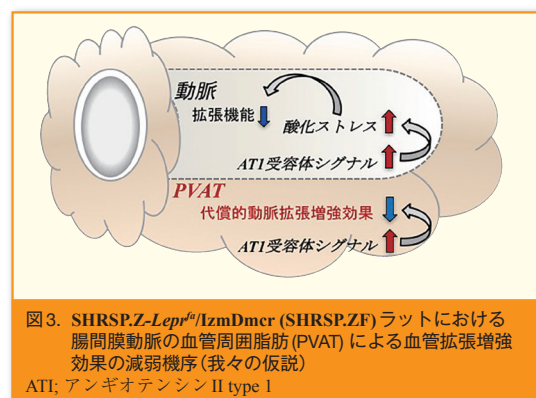 動脈
拡張機能
酸化ストレス
AT1受容体シグナル
PVAT
代償的動脈拡張増強効果
AT1受容体シグナル
図3. SHRSP.Z-Leprfa/IzmDmcr (SHRSP.ZF)ラットにおける
腸間膜動脈の血管周囲脂肪(PVAT) による血管拡張増強
効果の減弱機序(我々の仮説)
ATI; アンギオテンシンII type 1